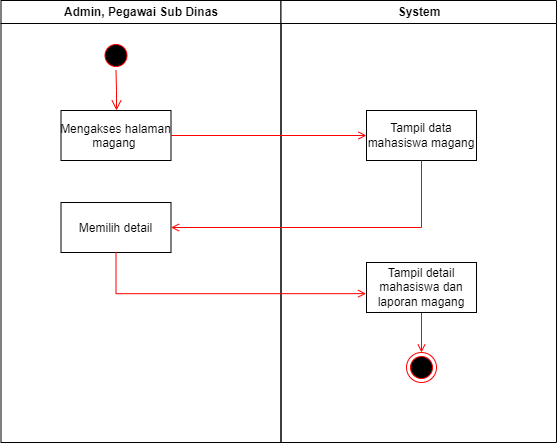 Admin, Pegawai Sub Dinas
System
Mengakses halaman
magang
Tampil data
mahasiswa magang
Memilih detail
Tampil detail
mahasiswa dan
laporan magang